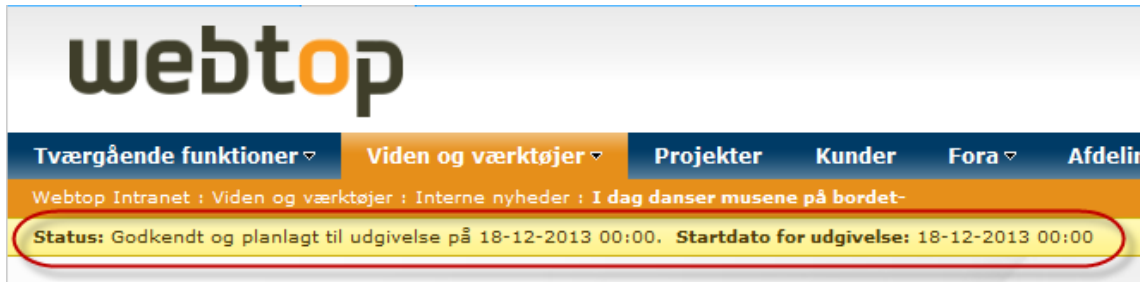 webtop
Tværgående funktioner Viden og værktøjer Projekter Kunder Fora
Webtop Intranet : Viden og værktøjer : Interne nyheder : I dag danser musene på bordet-
Status: Godkendt og planlagt til udgivelse på 18-12-2013 00:00. Startdato for udgivelse: 18-12-2013 00:00